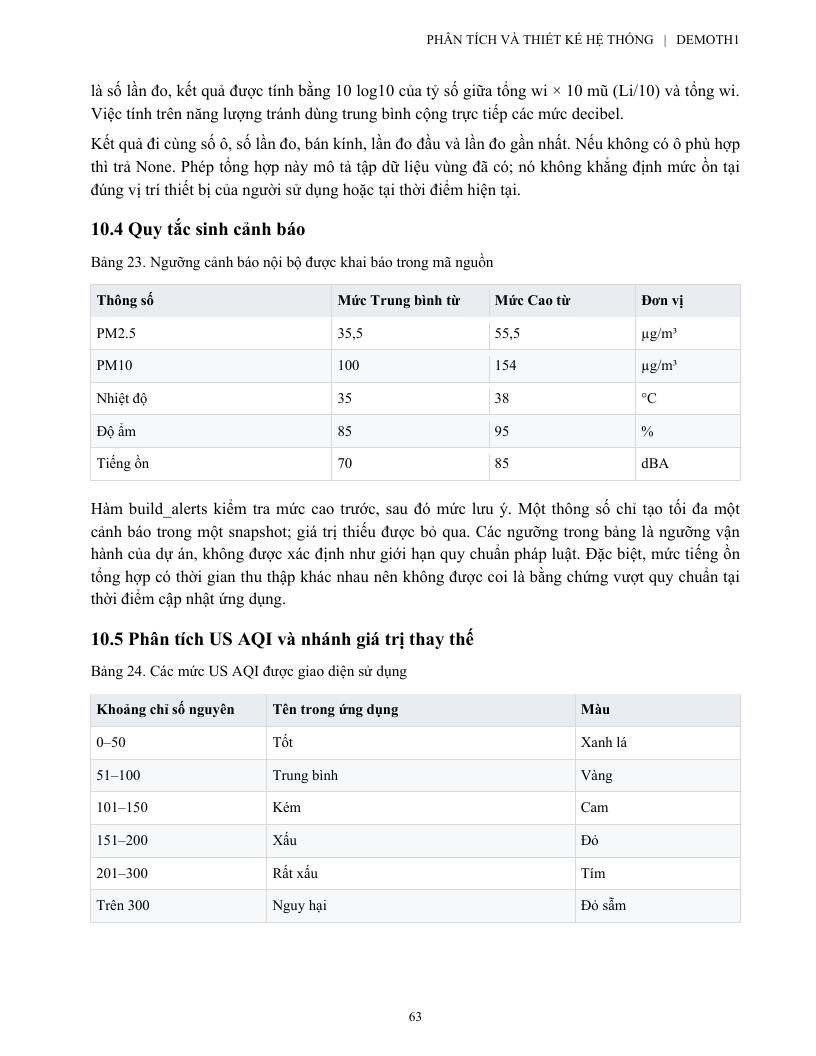 PHÂN TÍCH VÀ THIẾT KẾ HỆ THỐNG | DEMOTH1
là số lần đo, kết quả được tính bằng 10 log10 của tỷ số giữa tổng wi × 10 mũ (Li/10) và tổng wi.
Việc tính trên năng lượng tránh dùng trung bình cộng trực tiếp các mức decibel.
Kết quả đi cùng số ô, số lần đo, bán kính, lần đo đầu và lần đo gần nhất. Nếu không có ô phù hợp
thì trả None. Phép tổng hợp này mô tả tập dữ liệu vùng đã có; nó không khẳng định mức ồn tại
đúng vị trí thiết bị của người sử dụng hoặc tại thời điểm hiện tại.
10.4 Quy tắc sinh cảnh báo
Bảng 23. Ngưỡng cảnh báo nội bộ được khai báo trong mã nguồn
Thông số Mức Trung bình từ Mức Cao từ Đơn vị
PM2.5 35,5 55,5 µg/m³
PM10 100 154 µg/m³
Nhiệt độ 35 38 °C
Độ ẩm 85 95 %
Tiếng ồn 70 85 dBA
Hàm build_alerts kiểm tra mức cao trước, sau đó mức lưu ý. Một thông số chỉ tạo tối đa một
cảnh báo trong một snapshot; giá trị thiếu được bỏ qua. Các ngưỡng trong bảng là ngưỡng vận
hành của dự án, không được xác định như giới hạn quy chuẩn pháp luật. Đặc biệt, mức tiếng ồn
tổng hợp có thời gian thu thập khác nhau nên không được coi là bằng chứng vượt quy chuẩn tại
thời điểm cập nhật ứng dụng.
10.5 Phân tích US AQI và nhánh giá trị thay thế
Bảng 24. Các mức US AQI được giao diện sử dụng
Khoảng chỉ số nguyên Tên trong ứng dụng Màu
0–50 Tốt Xanh lá
51–100 Trung bình Vàng
101–150 Kém Cam
151–200 Xấu Đỏ
201–300 Rất xấu Tím
Trên 300 Nguy hại Đỏ sẫm
63